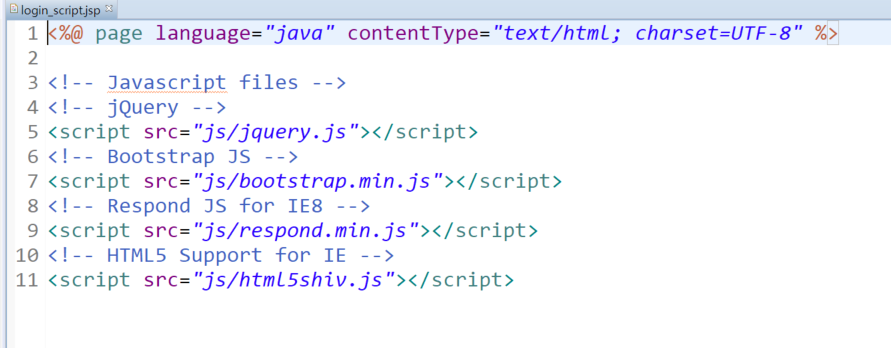 login_script.jsp
1 <%@ page language="java" contentType="text/html; charset=UTF-8" %>
2
3 <!-- Javascript files -->
4 <!-- jQuery -->
5 <script src="js/jquery.js"></script>
6 <!-- Bootstrap JS -->
7 <script src="js/bootstrap.min.js"></script>
8 <!-- Respond JS for IE8 -->
9 <script src="js/respond.min.js"></script>
10 <!-- HTML5 Support for IE -->
11 <script src="js/html5shiv.js"></script>